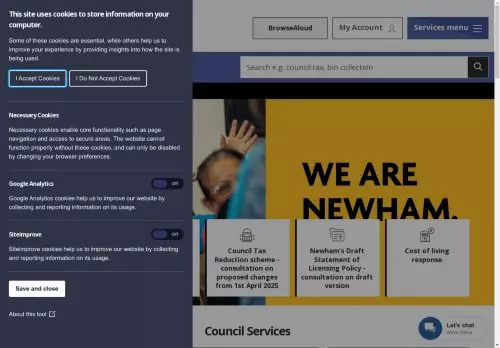 This site uses cookies to store information on your
computer.
Some of these cookies are essential, while others help us to
improve your experience by providing insights into how the site is
being used.
I Accept Cookies
I Do Not Accept Cookies
Necessary Cookies
Necessary cookies enable core functionality such as page
navigation and access to secure areas. The website cannot
function properly without these cookies, and can only be disabled
by changing your browser preferences.
Google Analytics
Off
Google Analytics cookies help us to improve our website by
collecting and reporting information on its usage.
Siteimprove
Off
Siteimprove cookies help us to improve our website by collecting
and reporting information on its usage.
Save and close
About this tool
BrowseAloud
My Account
Services menu
Search e.g. council-tax, bin-collection
WE ARE
NEWHAM.
Council Tax
Reduction scheme -
consultation on
proposed changes
from 1st April 2025
Newham's Draft
Statement of
Licensing Policy -
consultation on draft
version
Cost of living
response
Council Services
Let's chat
We're Online